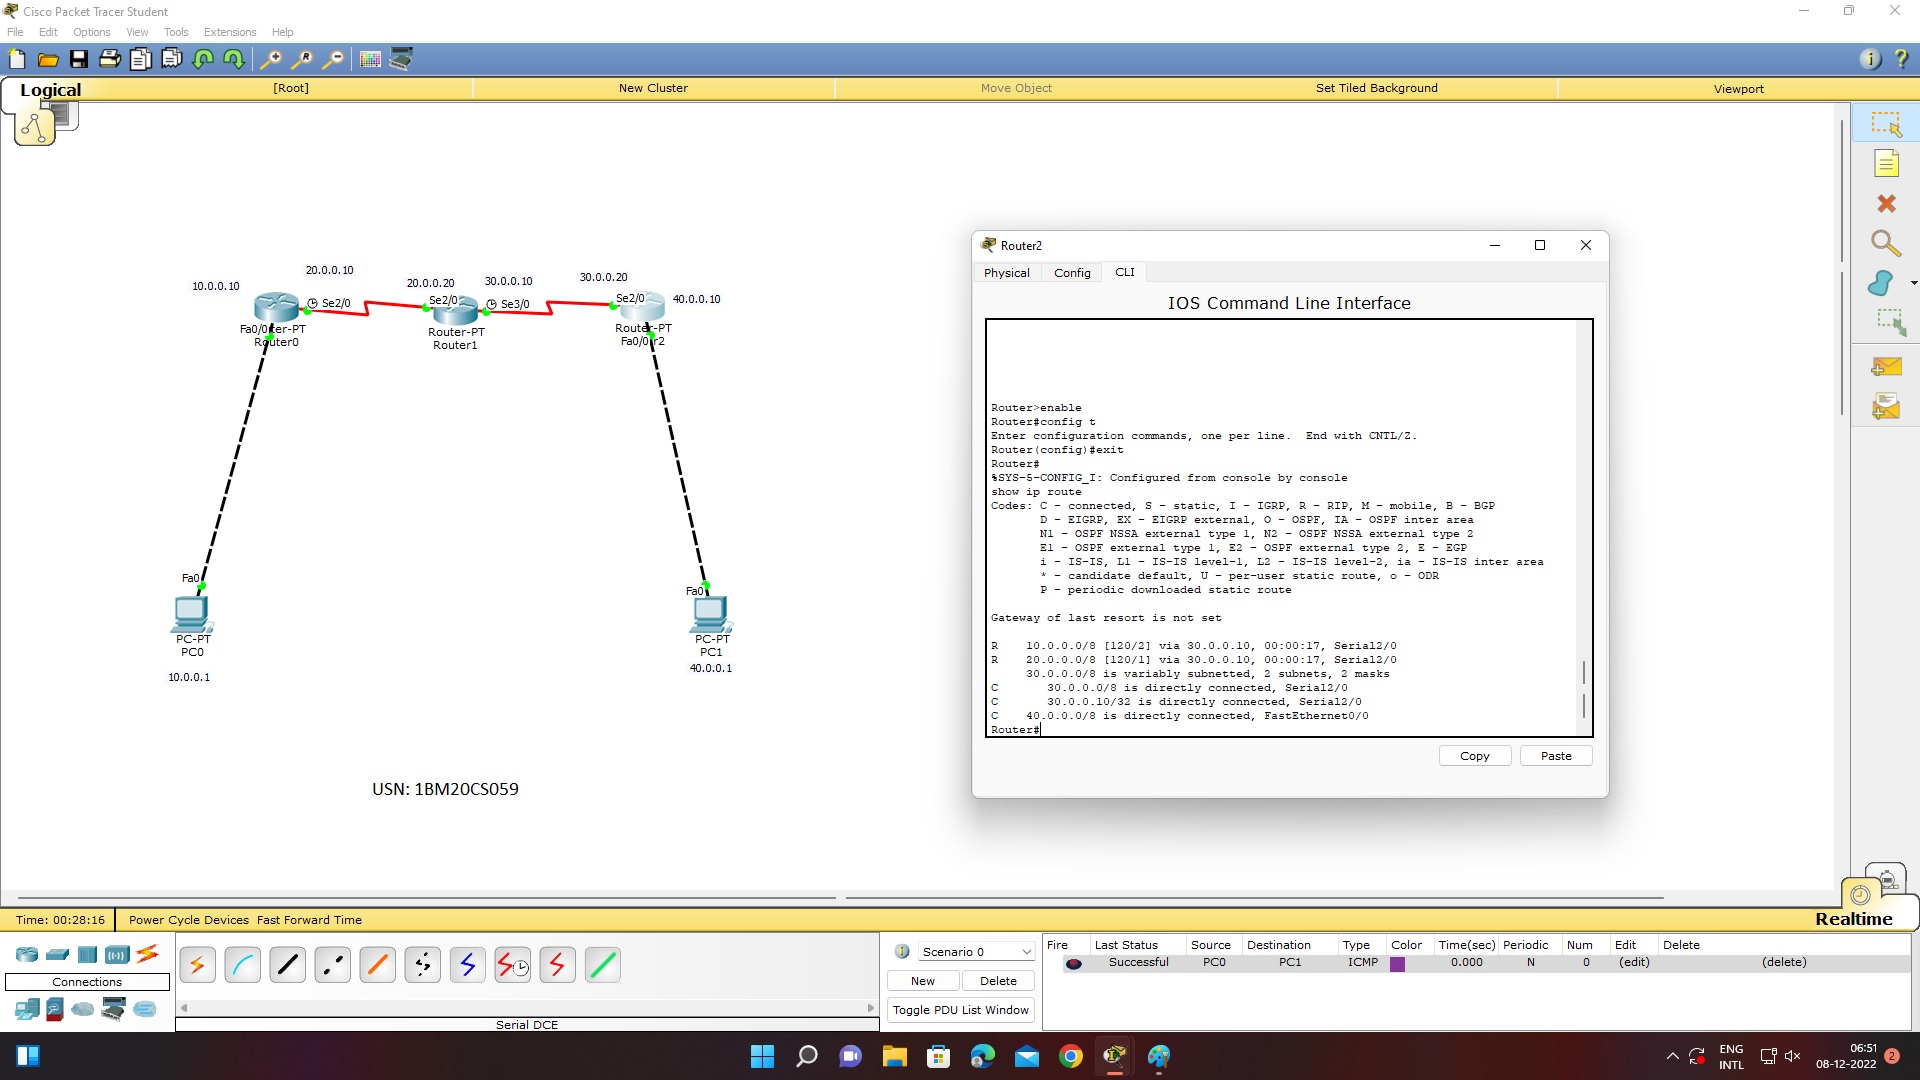 Cisco Packet Tracer Student
File Edit Options View Tools Extensions Help
Logical [Root] New Cluster Move Object Set Tiled Background Viewport
10.0.0.10
20.0.0.10
20.0.0.20
30.0.0.10
30.0.0.20
40.0.0.10
Se2/0
Se2/0
Se3/0
Se2/0
Fa0/0
Router0
Router-PT
Router1
Router-PT
Fa0/0
Fa0
PC-PT
PC0
10.0.0.1
Fa0
PC-PT
PC1
40.0.0.1
USN: 1BM20CS059
Router2
Physical Config CLI
IOS Command Line Interface
Router>enable
Router#config t
Enter configuration commands, one per line. End with CNTL/Z.
Router(config)#exit
Router#
%SYS-5-CONFIG_I: Configured from console by console
show ip route
Codes: C - connected, S - static, I - IGRP, R - RIP, M - mobile, B - BGP
D - EIGRP, EX - EIGRP external, O - OSPF, IA - OSPF inter area
N1 - OSPF NSSA external type 1, N2 - OSPF NSSA external type 2
E1 - OSPF external type 1, E2 - OSPF external type 2, E - EGP
i - IS-IS, L1 - IS-IS level-1, L2 - IS-IS level-2, ia - IS-IS inter area
* - candidate default, U - per-user static route, o - ODR
P - periodic downloaded static route
Gateway of last resort is not set
R 10.0.0.0/8 [120/2] via 30.0.0.10, 00:00:17, Serial2/0
R 20.0.0.0/8 [120/1] via 30.0.0.10, 00:00:17, Serial2/0
30.0.0.0/8 is variably subnetted, 2 subnets, 2 masks
C 30.0.0.0/8 is directly connected, Serial2/0
C 30.0.0.10/32 is directly connected, Serial2/0
C 40.0.0.0/8 is directly connected, FastEthernet0/0
Router#
Copy Paste
Time: 00:28:16 Power Cycle Devices Fast Forward Time Realtime
Connections
Serial DCE
Scenario 0
New Delete
Toggle PDU List Window
Fire Last Status Source Destination Type Color Time(sec) Periodic Num Edit Delete
Successful PC0 PC1 ICMP 0.000 N 0 (edit) (delete)
ENG
INTL
06:51
08-12-2022
2